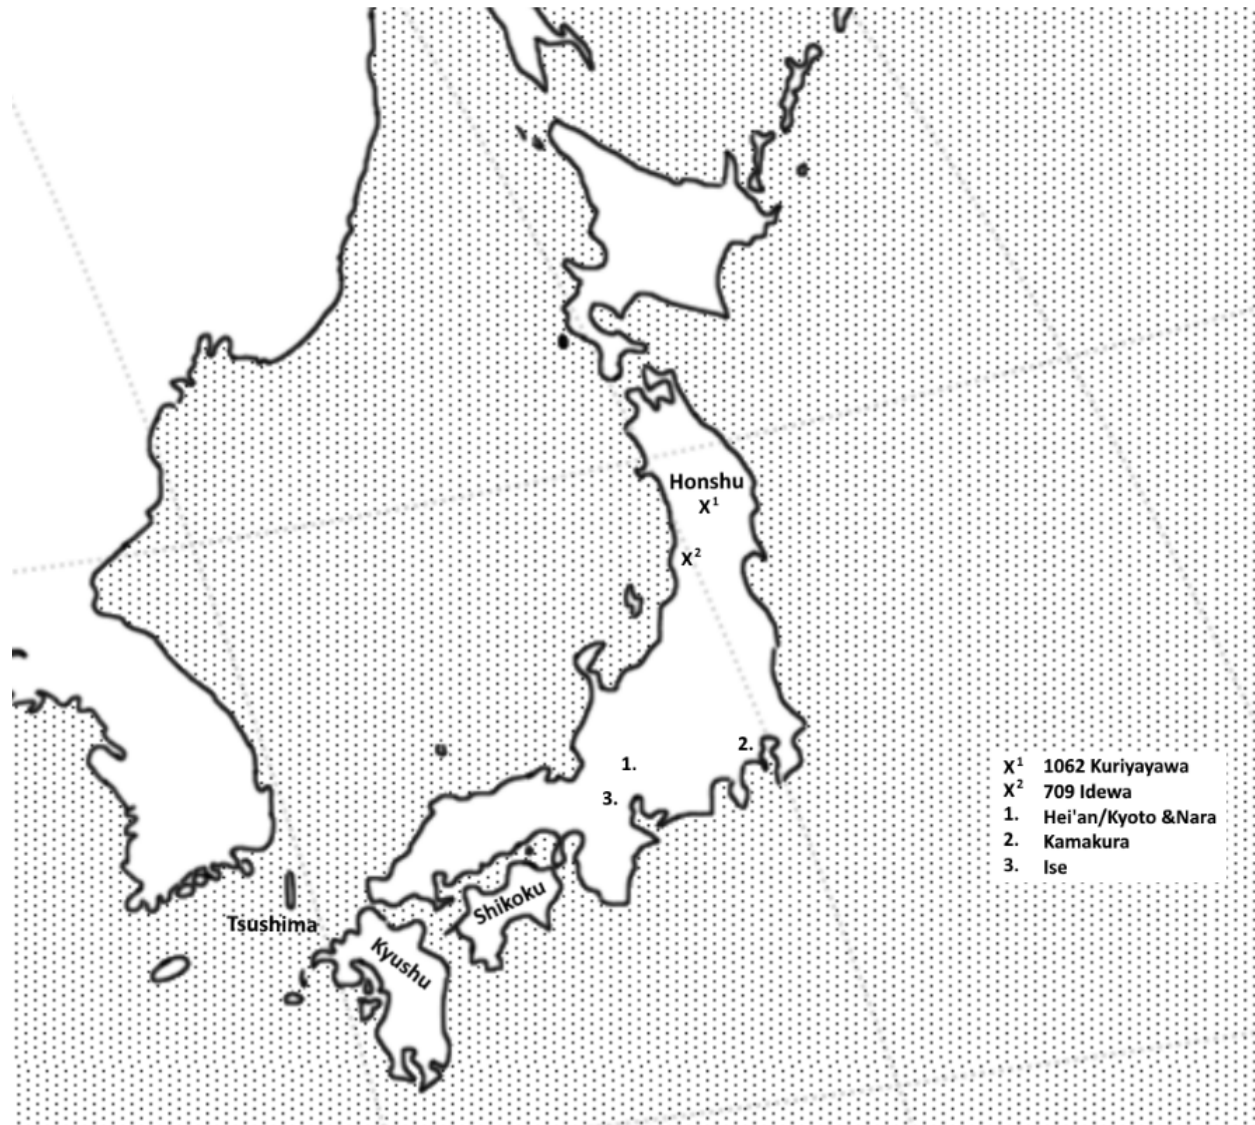 Honshu
X¹
X²
2.
1.
3.
X¹ 1062 Kuriyayawa
X² 709 Idewa
1. Hei'an/Kyoto &Nara
2. Kamakura
3. Ise
Shikoku
Tsushima
Kyushu